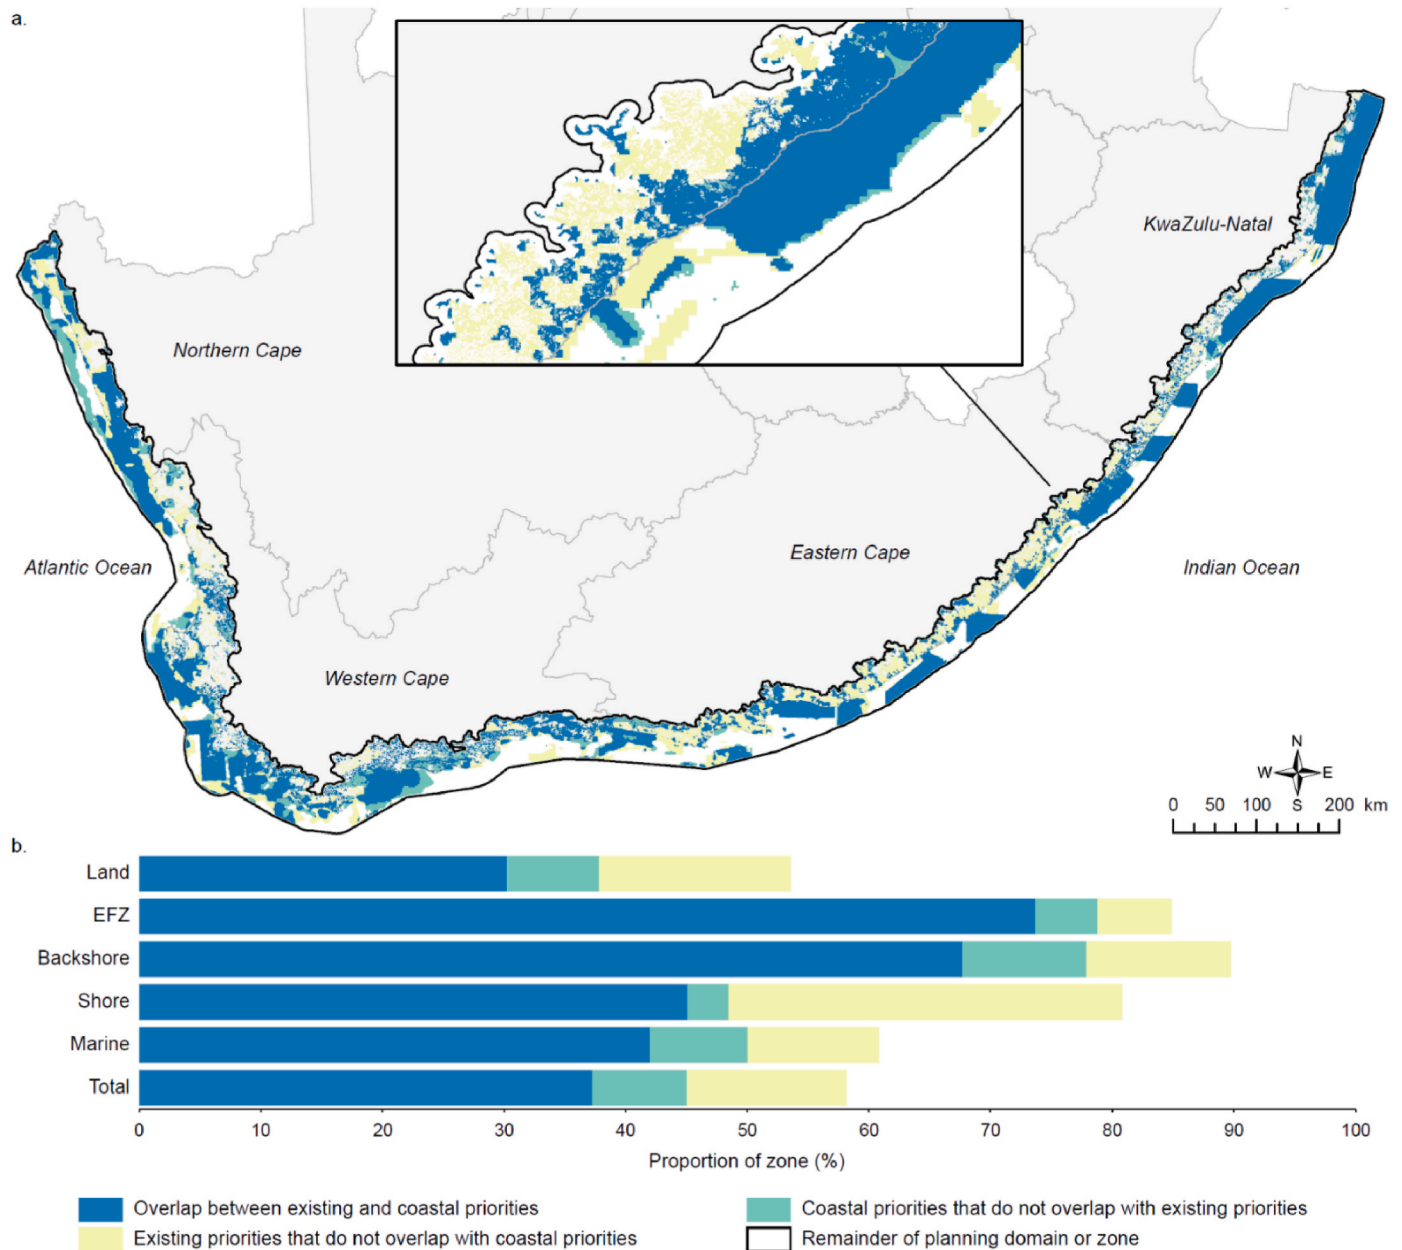 a.
KwaZulu-Natal
Northern Cape
Atlantic Ocean
Eastern Cape
Indian Ocean
Western Cape
N
W E
S
0 50 100 150 200 km
b.
Land
EFZ
Backshore
Shore
Marine
Total
0 10 20 30 40 50 60 70 80 90 100
Proportion of zone (%)
Overlap between existing and coastal priorities
Coastal priorities that do not overlap with existing priorities
Existing priorities that do not overlap with coastal priorities
Remainder of planning domain or zone